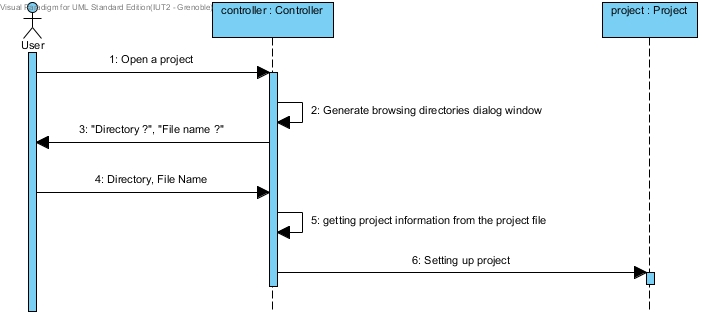 Visual Paradigm for UML Standard Edition(IUT2 - Grenoble
controller : Controller
project : Project
User
1: Open a project
2: Generate browsing directories dialog window
3: "Directory ?", "File name ?"
4: Directory, File Name
5: getting project information from the project file
6: Setting up project